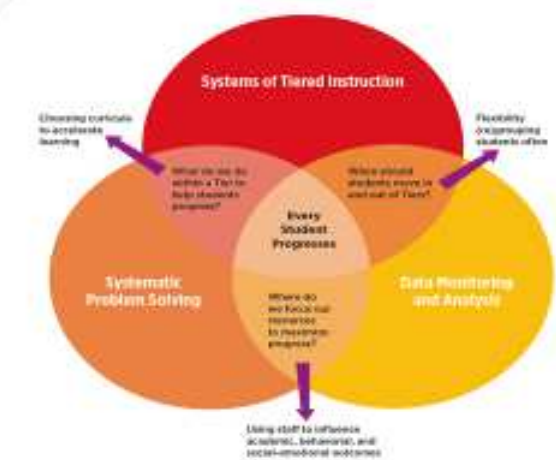 Systems of Tiered Instruction
Choosing curricula
to accelerate
learning
Flexibility
(re)grouping
students often
What do we do
within a Tier to
help students
progress?
When should
students move in
and out of Tiers?
Every
Student
Progresses
Systematic
Problem Solving
Data Monitoring
and Analysis
Where do
we focus our
resources
to maximize
progress?
Using staff to influence
academic, behavioral, and
social-emotional outcomes